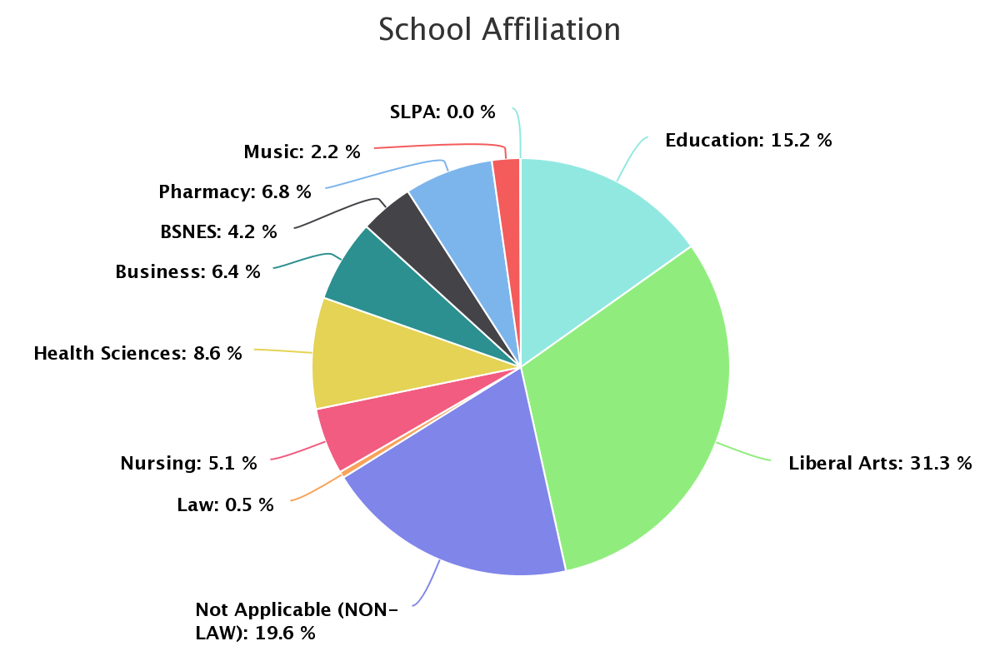 School Affiliation
SLPA: 0.0 %
Education: 15.2 %
Music: 2.2 %
Pharmacy: 6.8 %
BSNES: 4.2 %
Business: 6.4 %
Health Sciences: 8.6 %
Nursing: 5.1 %
Liberal Arts: 31.3 %
Law: 0.5 %
Not Applicable (NON-
LAW): 19.6 %